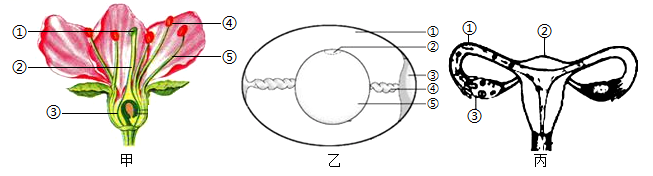 ① ② ③ ④ ⑤
甲
① ② ③ ④ ⑤
乙
① ② ③
丙